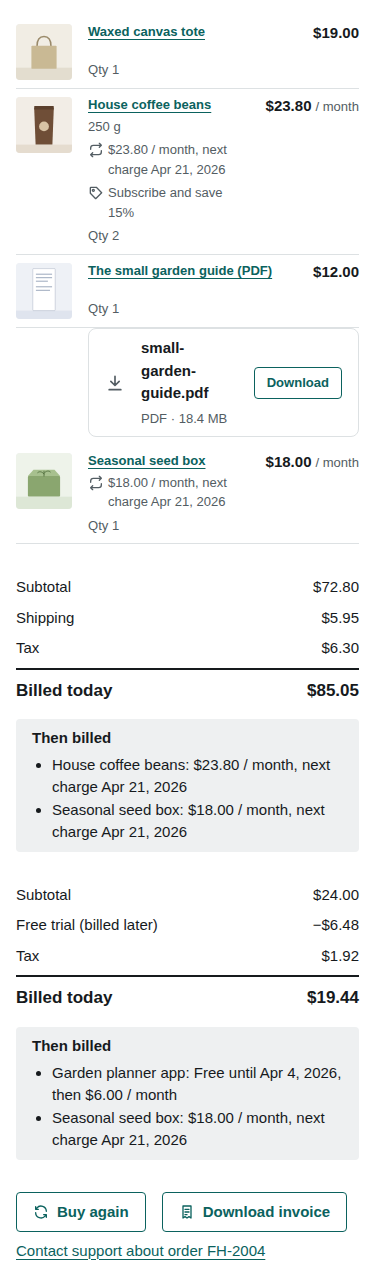 Waxed canvas tote
$19.00
Qty 1
House coffee beans
$23.80 / month
250 g
$23.80 / month, next
charge Apr 21, 2026
Subscribe and save
15%
Qty 2
The small garden guide (PDF)
$12.00
Qty 1
small-
garden-
guide.pdf
PDF · 18.4 MB
Download
Seasonal seed box
$18.00 / month
$18.00 / month, next
charge Apr 21, 2026
Qty 1
Subtotal $72.80
Shipping $5.95
Tax $6.30
Billed today $85.05
Then billed
• House coffee beans: $23.80 / month, next
charge Apr 21, 2026
• Seasonal seed box: $18.00 / month, next
charge Apr 21, 2026
Subtotal $24.00
Free trial (billed later) −$6.48
Tax $1.92
Billed today $19.44
Then billed
• Garden planner app: Free until Apr 4, 2026,
then $6.00 / month
• Seasonal seed box: $18.00 / month, next
charge Apr 21, 2026
Buy again
Download invoice
Contact support about order FH-2004